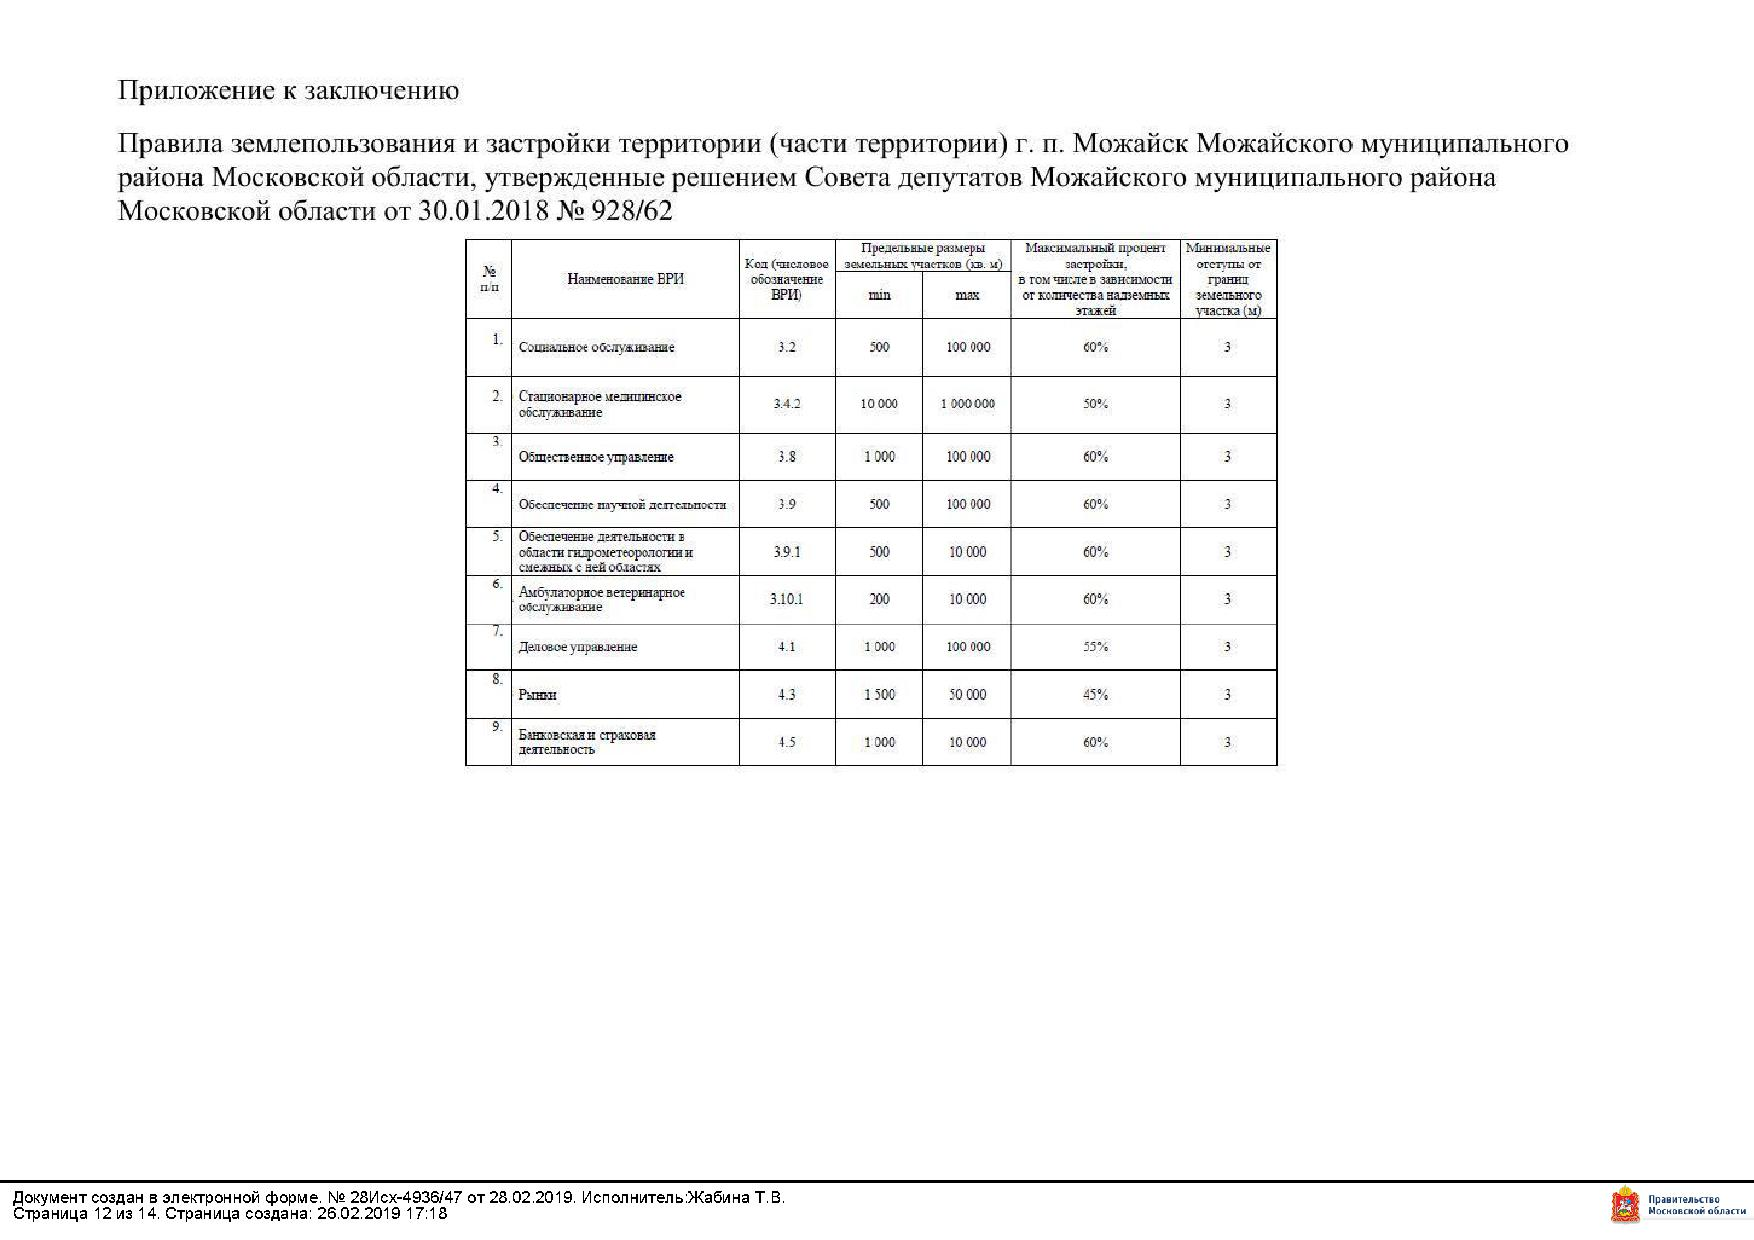 Приложение к заключению
Правила землепользования и застройки территории (части территории) г. п. Можайск Можайского муниципального
района Московской области, утвержденные решением Совета депутатов Можайского муниципального района
Московской области от 30.01.2018 № 928/62
№
п/п
Наименование ВРИ
Код (числовое
обозначение
ВРИ)
Предельные размеры
земельных участков (кв. м)
min
max
Максимальный процент
застройки,
в том числе в зависимости
от количества надземных
этажей
Минимальные
отступы от
границ
земельного
участка (м)
1. Социальное обслуживание 3.2 500 100 000 60% 3
2. Стационарное медицинское
обслуживание 3.4.2 10 000 1 000 000 50% 3
3. Общественное управление 3.8 1 000 100 000 60% 3
4. Обеспечение научной деятельности 3.9 500 100 000 60% 3
5. Обеспечение деятельности в
области гидрометеорологии и
смежных с ней областях 3.9.1 500 10 000 60% 3
6. Амбулаторное ветеринарное
обслуживание 3.10.1 200 10 000 60% 3
7. Деловое управление 4.1 1 000 100 000 55% 3
8. Рынки 4.3 1 500 50 000 45% 3
9. Банковская и страховая
деятельность 4.5 1 000 10 000 60% 3
Документ создан в электронной форме. № 28Исх-4936/47 от 28.02.2019. Исполнитель:Жабина Т.В.
Страница 12 из 14. Страница создана: 26.02.2019 17:18
Правительство
Московской области